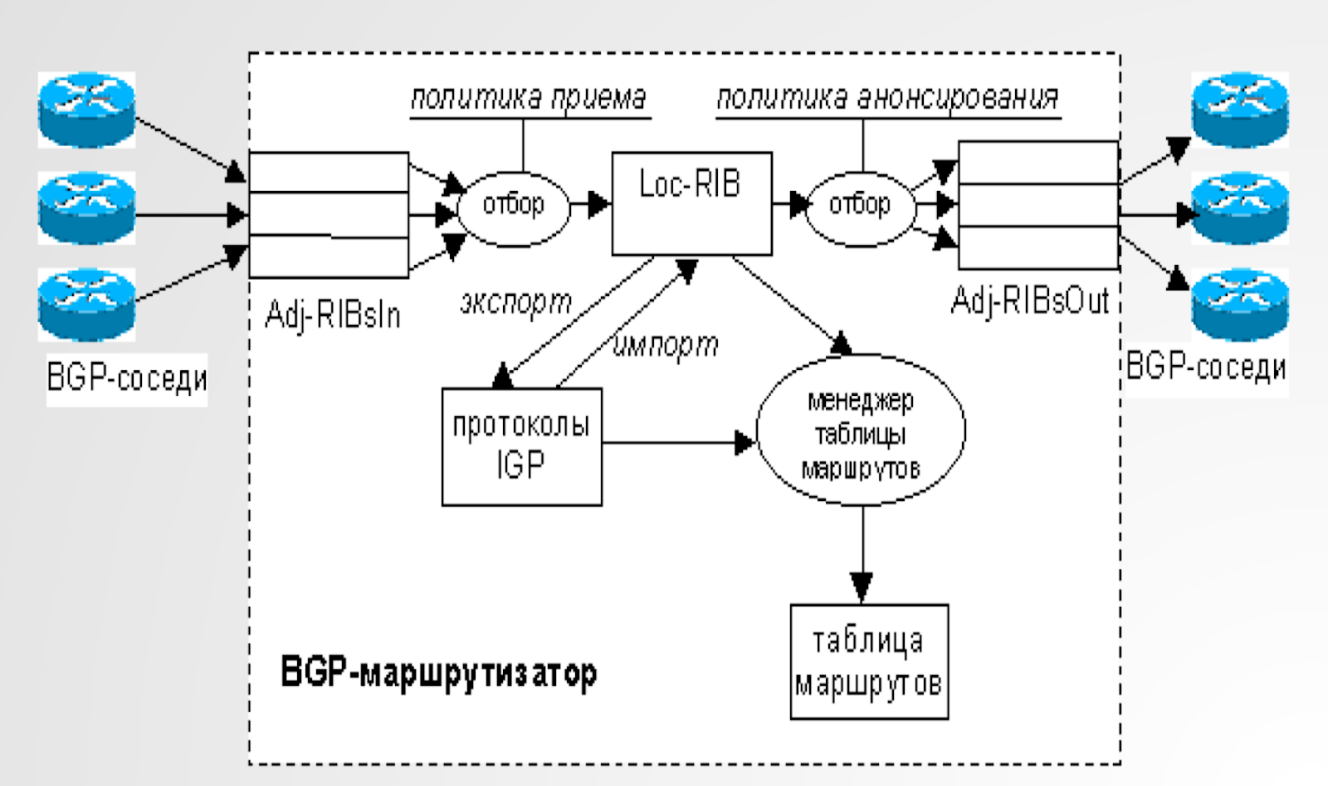 политика приема
политика анонсирования
отбор
Loc-RIB
отбор
Adj-RIBsIn
экспорт
импорт
Adj-RIBsOut
BGP-соседи
BGP-соседи
протоколы
IGP
менеджер
таблицы
маршрутов
BGP-маршрутизатор
таблица
маршрутов